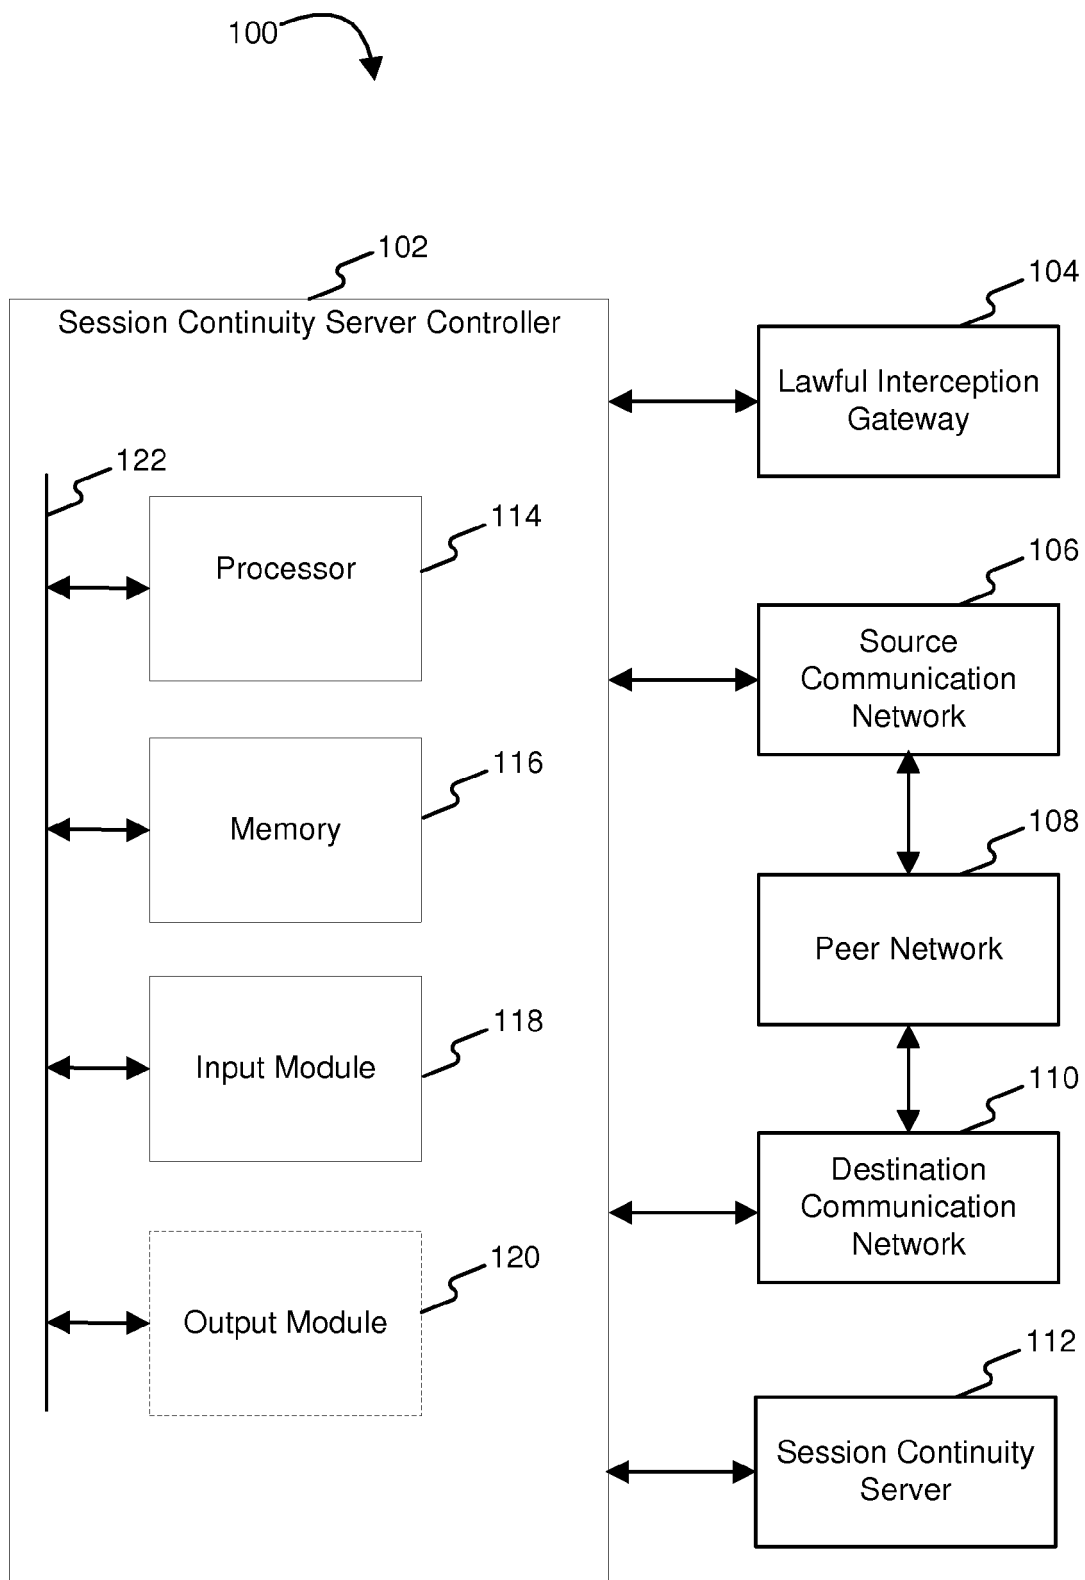 100
102
Session Continuity Server Controller
122
114
Processor
116
Memory
118
Input Module
120
Output Module
104
Lawful Interception
Gateway
106
Source
Communication
Network
108
Peer Network
110
Destination
Communication
Network
112
Session Continuity
Server